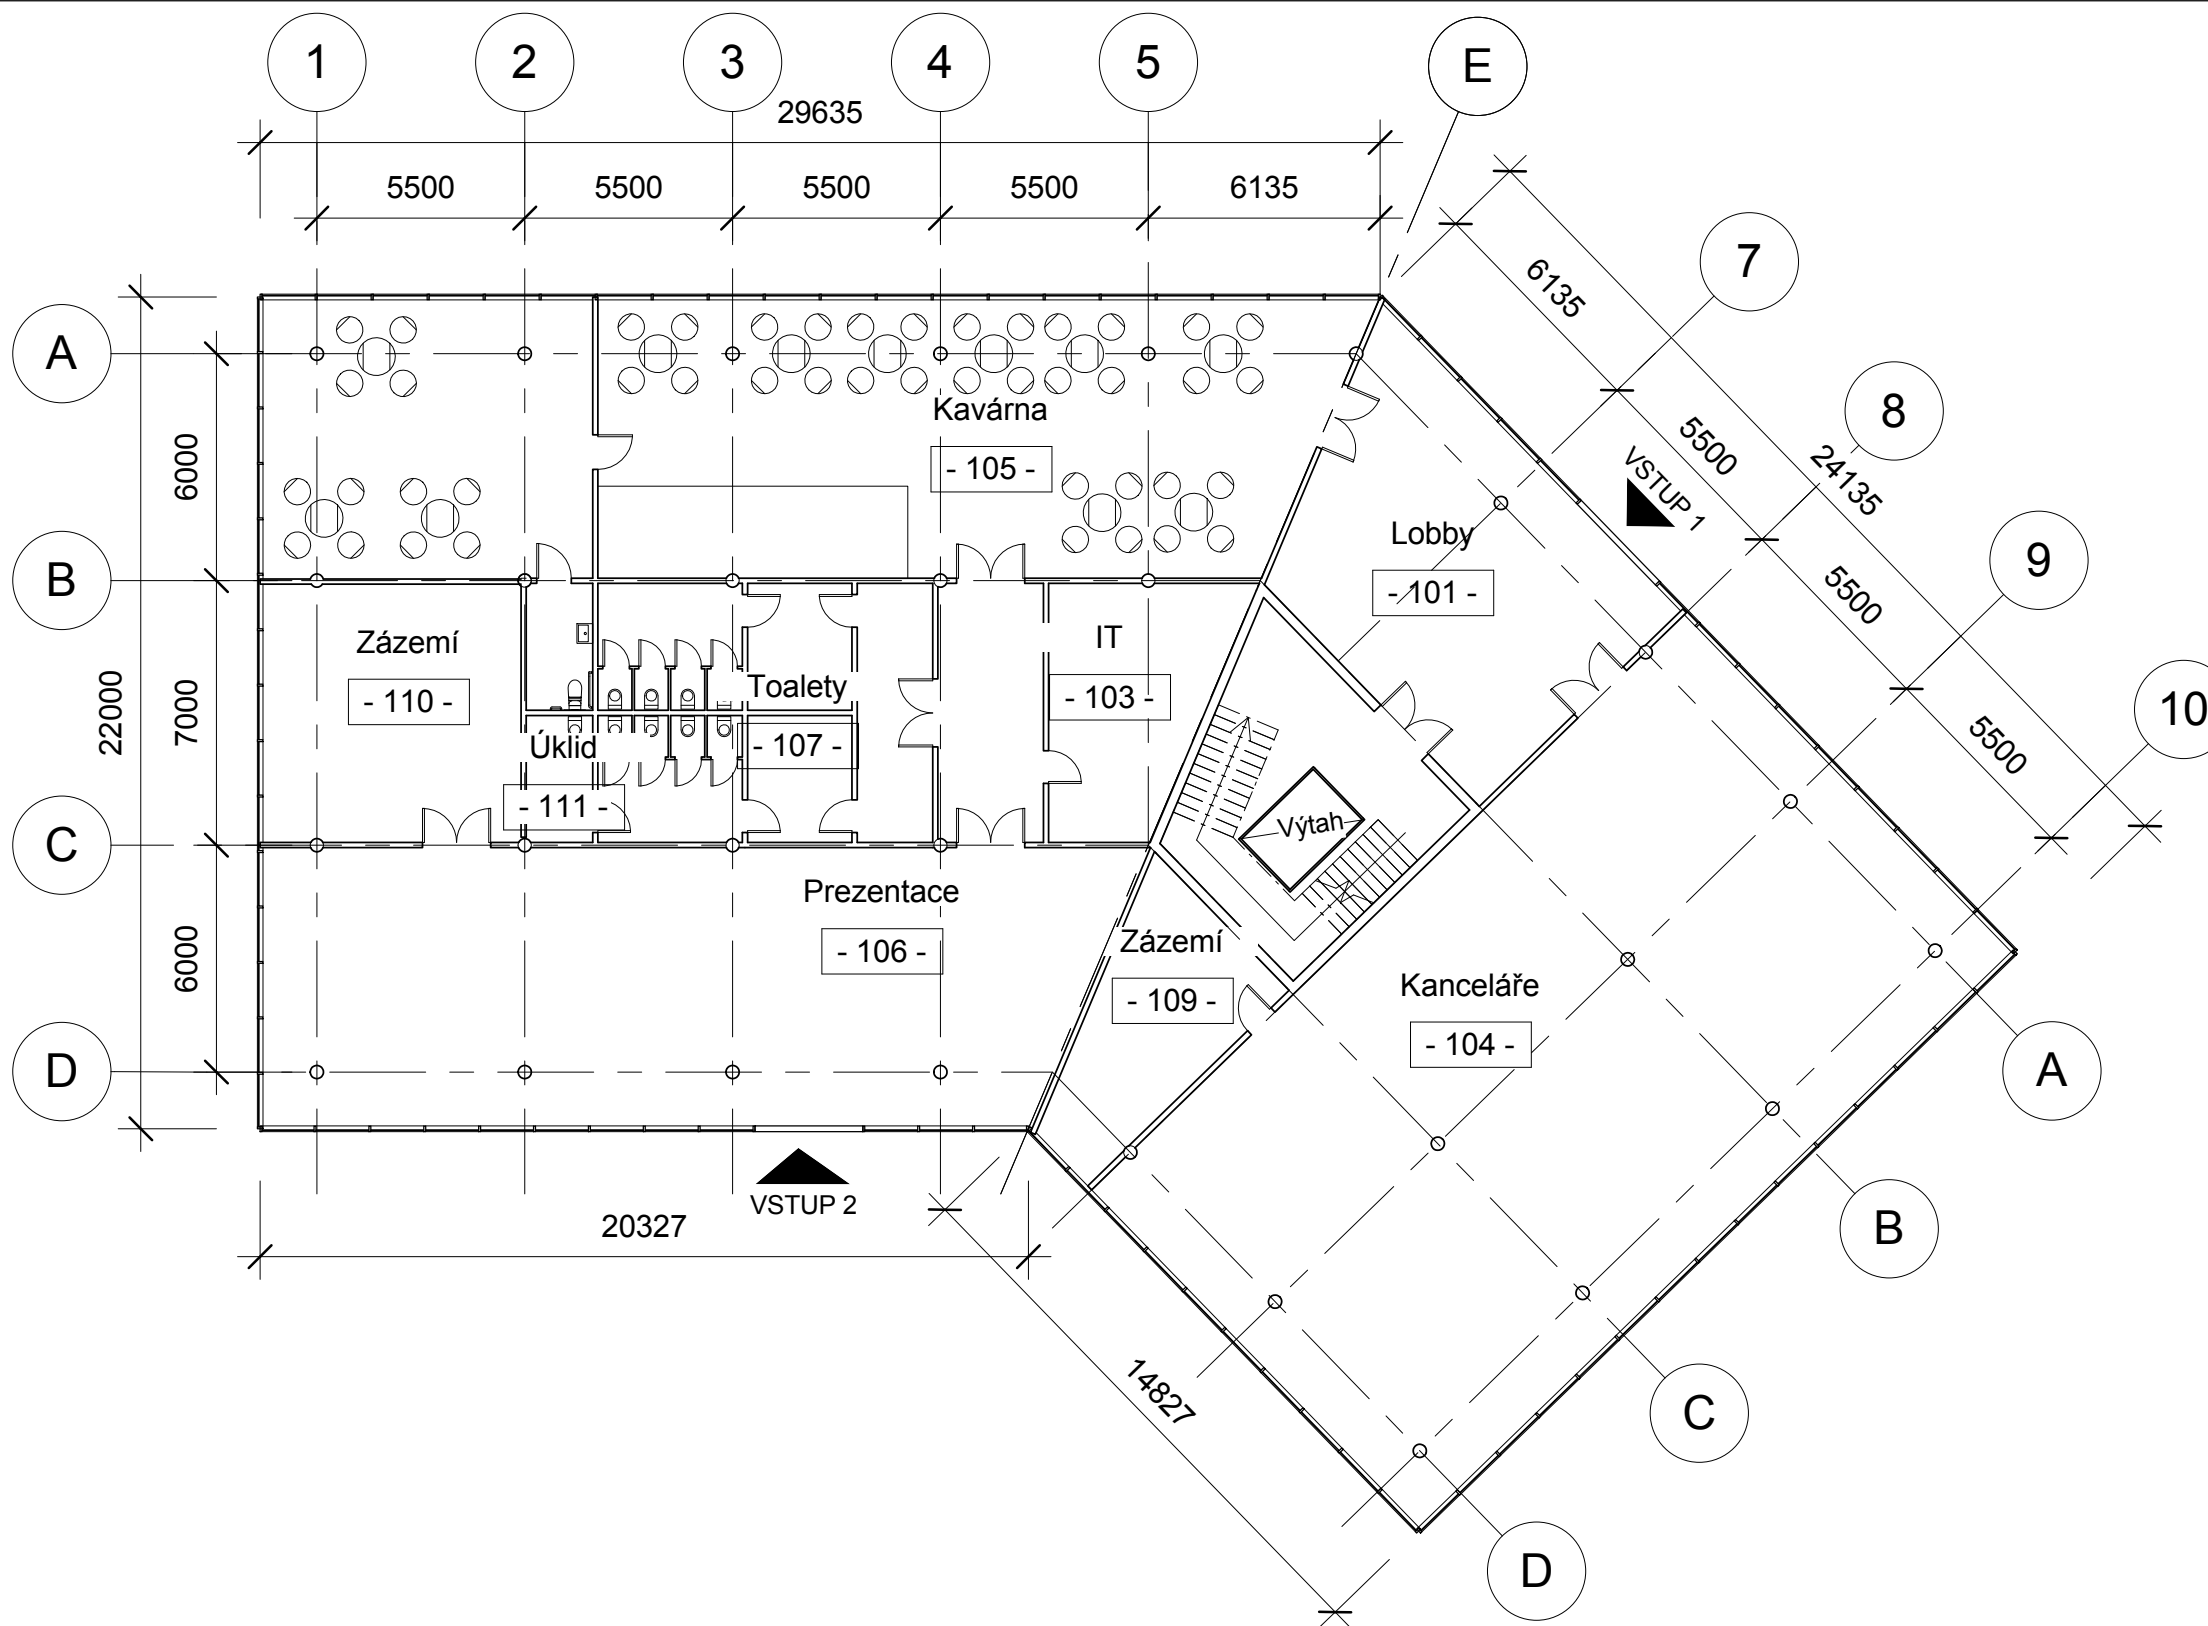 1
2
3
4
5
E
29635
5500
5500
5500
5500
6135
7
8
9
10
6135
5500
24135
5500
5500
VSTUP 1
A
B
C
D
6000
7000
6000
22000
Kavárna
- 105 -
Lobby
- 101 -
Zázemí
- 110 -
Toalety
- 107 -
IT
- 103 -
Úklid
- 111 -
Výtah
Prezentace
- 106 -
Zázemí
- 109 -
Kanceláře
- 104 -
VSTUP 2
20327
14827
A
B
C
D